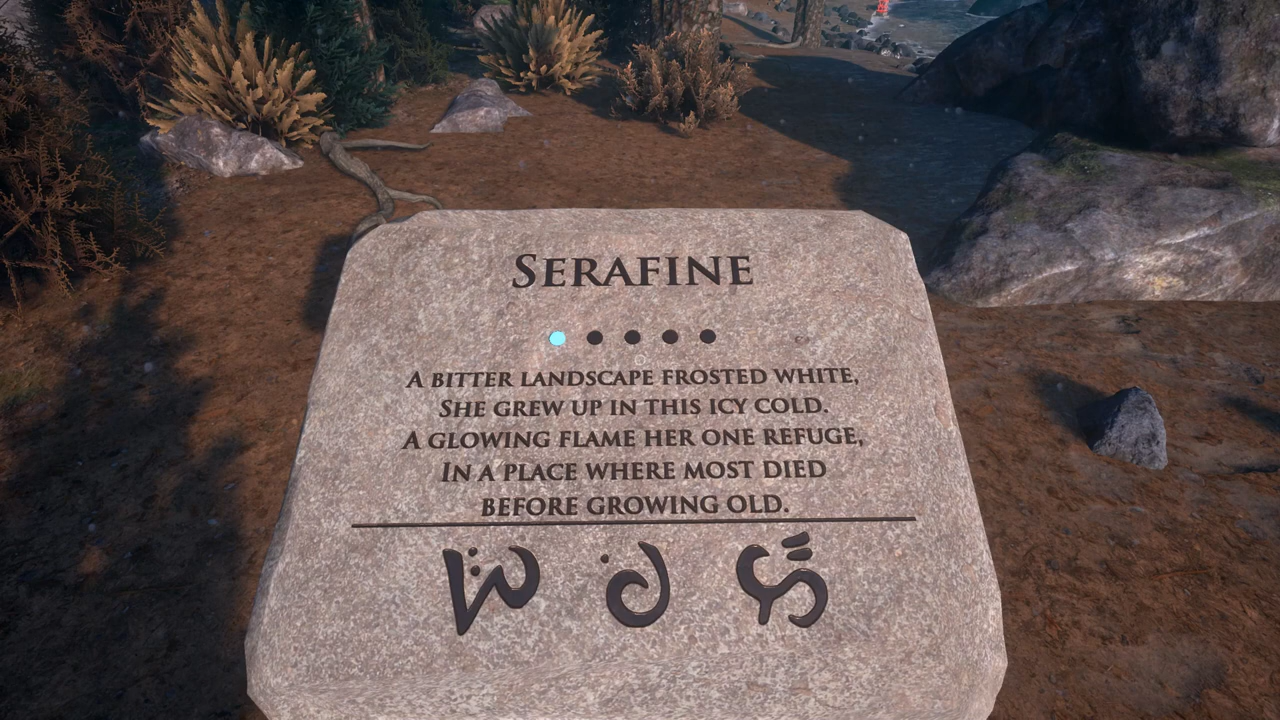 SERAFINE
A BITTER LANDSCAPE FROSTED WHITE,
SHE GREW UP IN THIS ICY COLD.
A GLOWING FLAME HER ONE REFUGE,
IN A PLACE WHERE MOST DIED
BEFORE GROWING OLD.